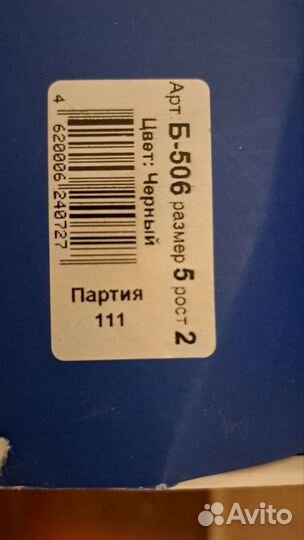 Арт. Б-506 размер 5 рост 2
Цвет: Черный
4 620006 240727
Партия
111
Avito